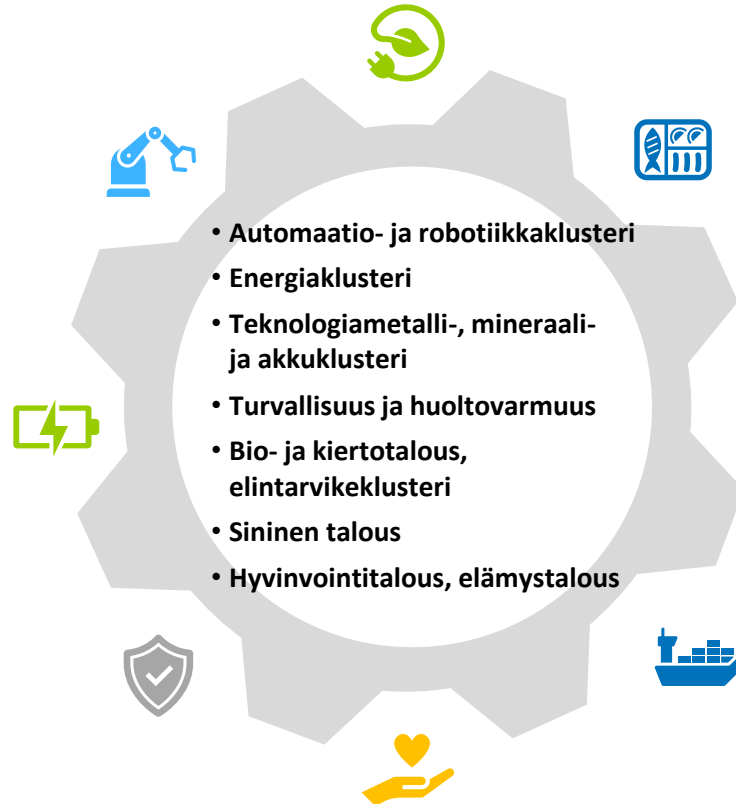 • Automaatio- ja robotiikkaklusteri
• Energiaklusteri
• Teknologiametalli-, mineraali-
ja akkuklusteri
• Turvallisuus ja huoltovarmuus
• Bio- ja kiertotalous,
elintarvikeklusteri
• Sininen talous
• Hyvinvointitalous, elämystalous